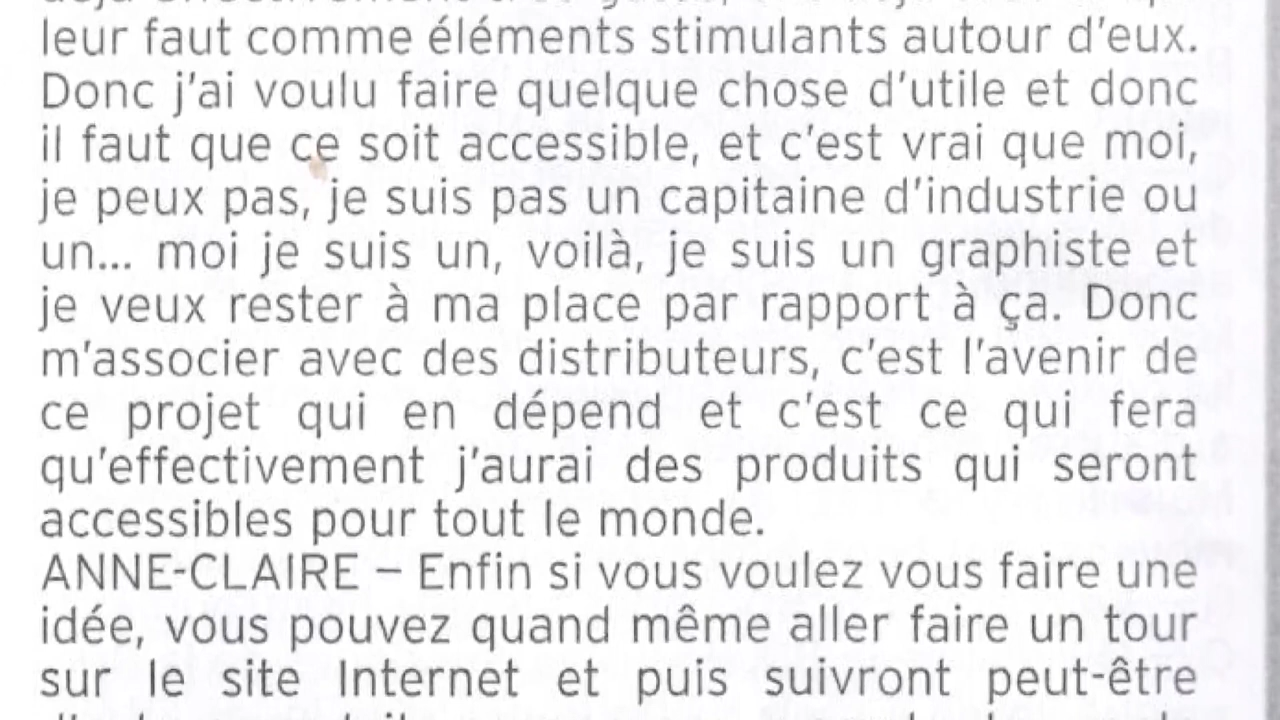 leur faut comme éléments stimulants autour d'eux.
Donc j'ai voulu faire quelque chose d'utile et donc
il faut que ce soit accessible, et c'est vrai que moi,
je peux pas, je suis pas un capitaine d'industrie ou
un... moi je suis un, voilà, je suis un graphiste et
je veux rester à ma place par rapport à ça. Donc
m'associer avec des distributeurs, c'est l'avenir de
ce projet qui en dépend et c'est ce qui fera
qu'effectivement j'aurai des produits qui seront
accessibles pour tout le monde.
ANNE-CLAIRE – Enfin si vous voulez vous faire une
idée, vous pouvez quand même aller faire un tour
sur le site Internet et puis suivront peut-être